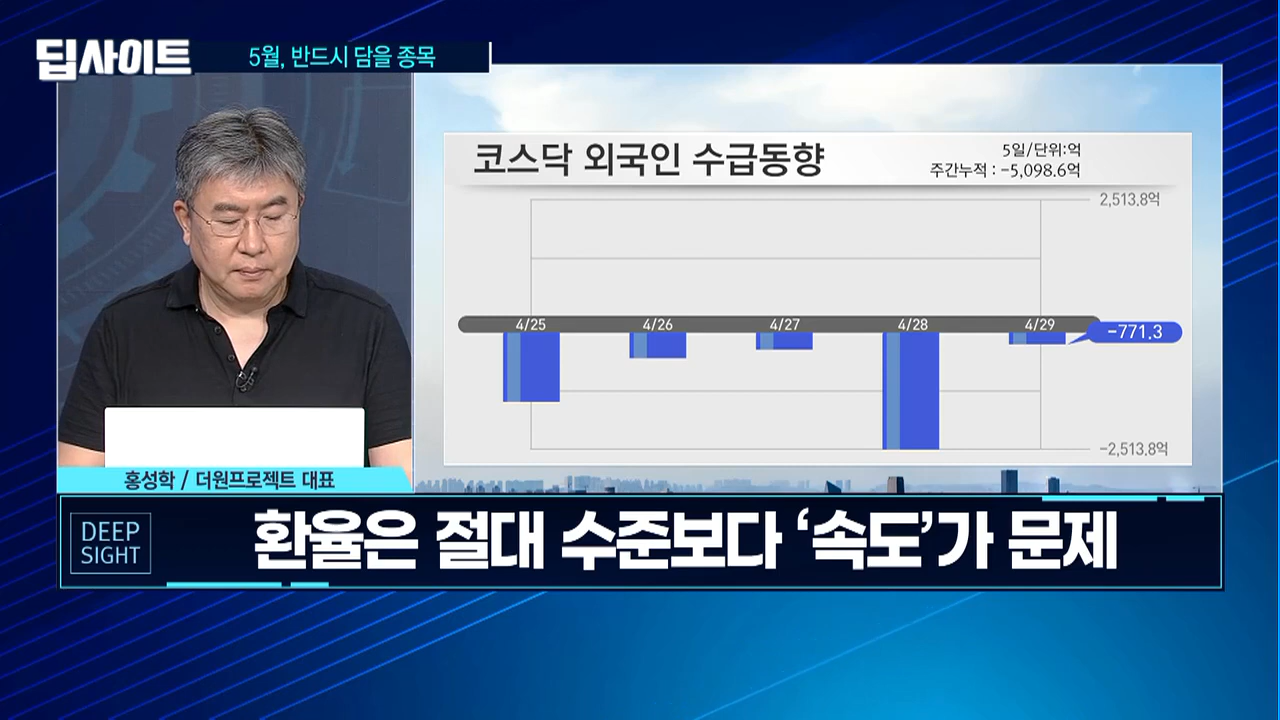 딥사이트
5월, 반드시 담을 종목
코스닥 외국인 수급동향
5일/단위:억
주간누적 : -5,098.6억
2,513.8억
4/25 4/26 4/27 4/28 4/29
-771.3
-2,513.8억
홍성학 / 더원프로젝트 대표
DEEP
SIGHT
환율은 절대 수준보다 ‘속도’가 문제